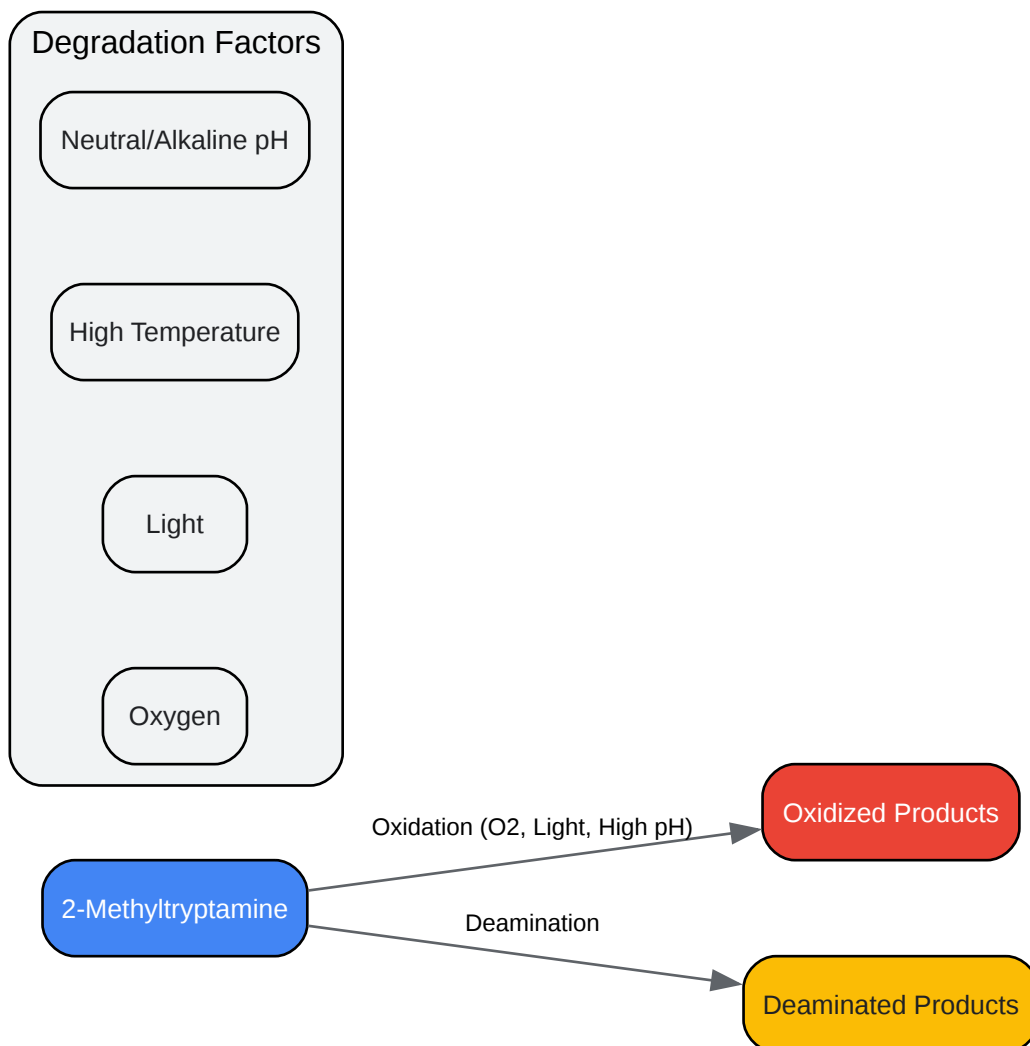 Degradation Factors
Neutral/Alkaline pH
High Temperature
Light
Oxygen
Oxidation (O2, Light, High pH)
Oxidized Products
2-Methyltryptamine
Deamination
Deaminated Products